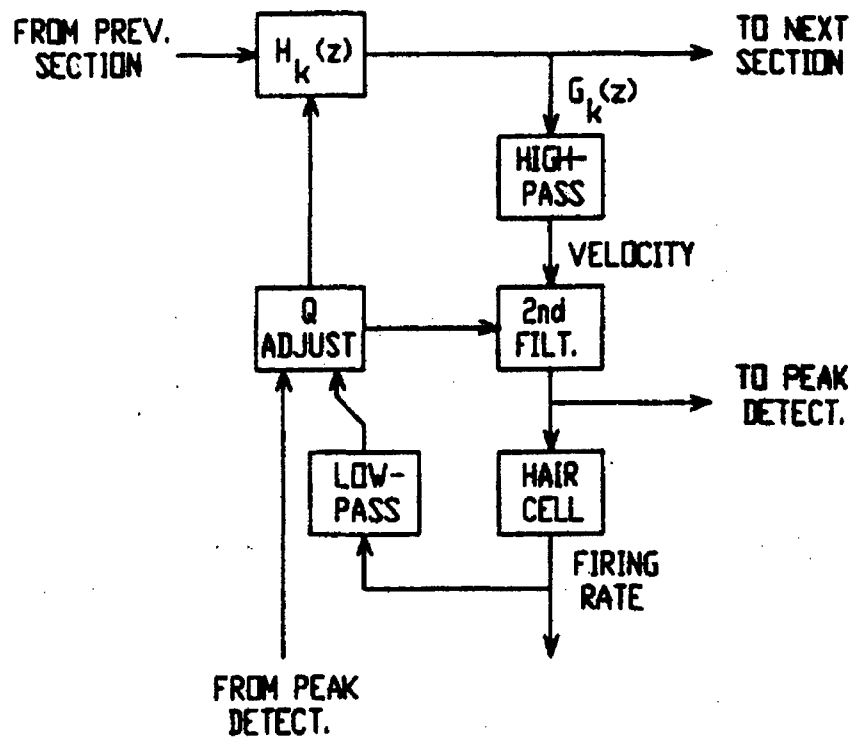 FROM PREV.
SECTION
H_k(z)
TO NEXT
SECTION
G_k(z)
HIGH-
PASS
VELOCITY
Q
ADJUST
2nd
FILT.
TO PEAK
DETECT.
LOW-
PASS
HAIR
CELL
FIRING
RATE
FROM PEAK
DETECT.